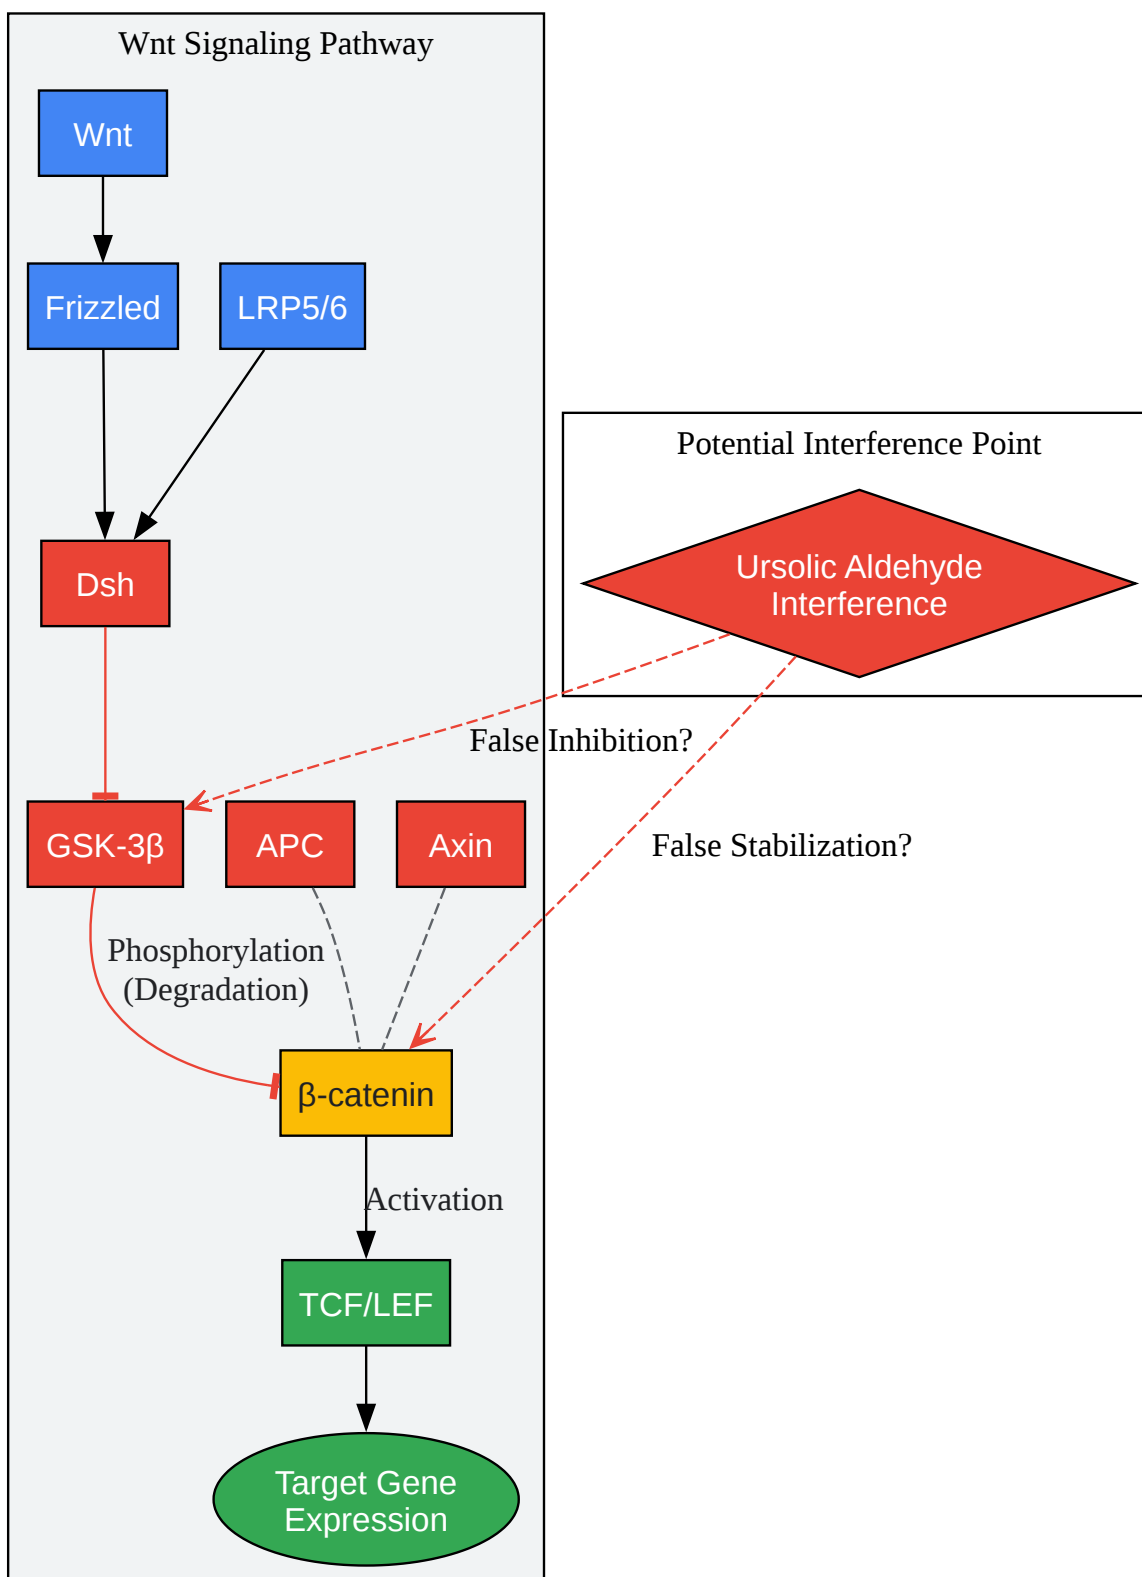 Wnt Signaling Pathway
Wnt
Frizzled
LRP5/6
Potential Interference Point
Ursolic Aldehyde
Interference
Dsh
False Inhibition?
GSK-3β
APC
Axin
False Stabilization?
Phosphorylation
(Degradation)
β-catenin
Activation
TCF/LEF
Target Gene
Expression